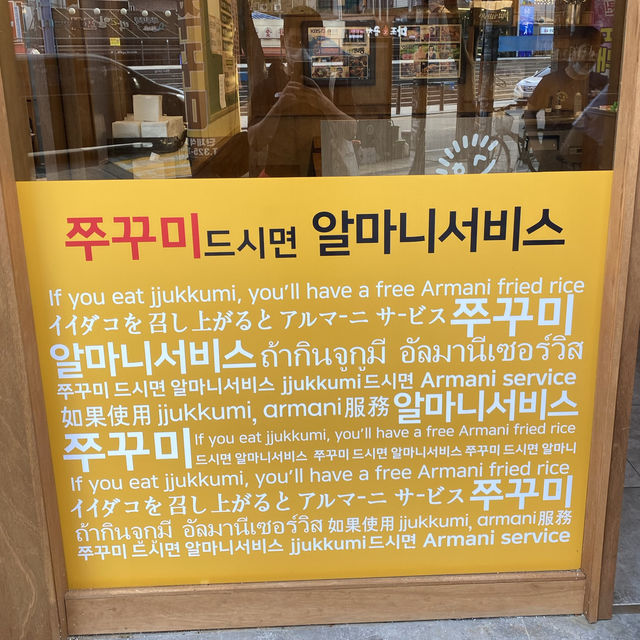 쭈꾸미드시면 알마니서비스
If you eat jjukkumi, you'll have a free Armani fried rice
イイダコを召し上がると アルマーニ サービス 쭈꾸미
알마니서비스 ถ้ากินจูกูมี อัลมานีเซอร์วิส
쭈꾸미 드시면 알마니서비스 jjukkumi드시면 Armani service
如果使用 jjukkumi, armani服務 알마니서비스
쭈꾸미 If you eat jjukkumi, you'll have a free Armani fried rice
드시면 알마니서비스 쭈꾸미 드시면 알마니서비스 쭈꾸미 드시면 알마니
If you eat jjukkumi, you'll have a free Armani fried rice
イイダコを召し上がると アルマーニ サービス 쭈꾸미
ถ้ากินจูกูมี อัลมานีเซอร์วิส 如果使用 jjukkumi, armani服務
쭈꾸미 드시면 알마니서비스 jjukkumi드시면 Armani service